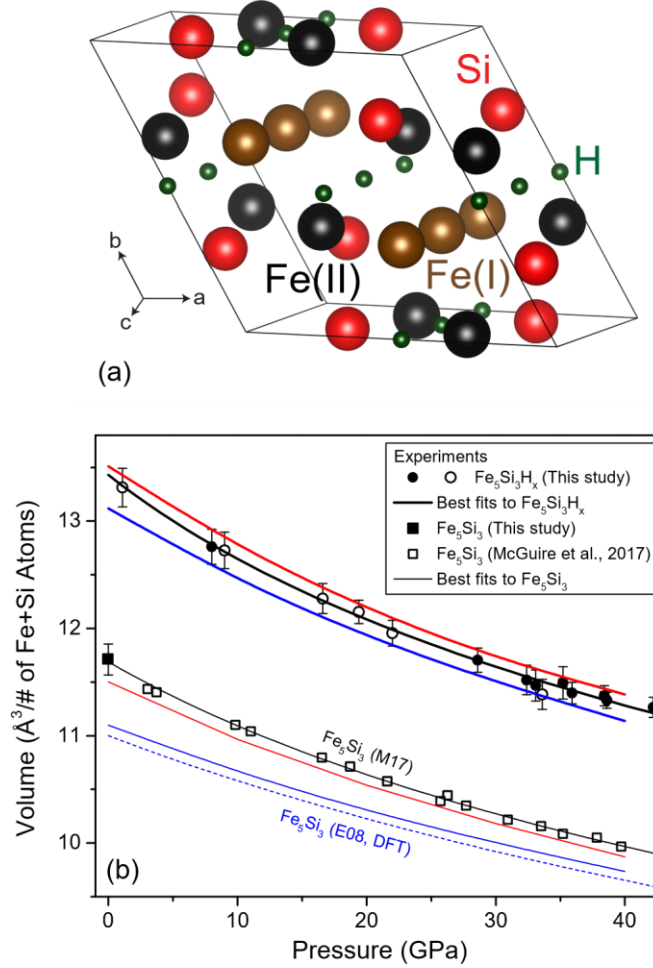 Si
H
b
a
c
Fe(II)
Fe(I)
(a)
Experiments
Fe₅Si₃Hₓ (This study)
Best fits to Fe₅Si₃Hₓ
Fe₅Si₃ (This study)
Fe₅Si₃ (McGuire et al., 2017)
Best fits to Fe₅Si₃
Fe₅Si₃ (M17)
Fe₅Si₃ (E08, DFT)
Volume (Å³/# of Fe+Si Atoms)
13
12
11
10
(b)
0 10 20 30 40
Pressure (GPa)